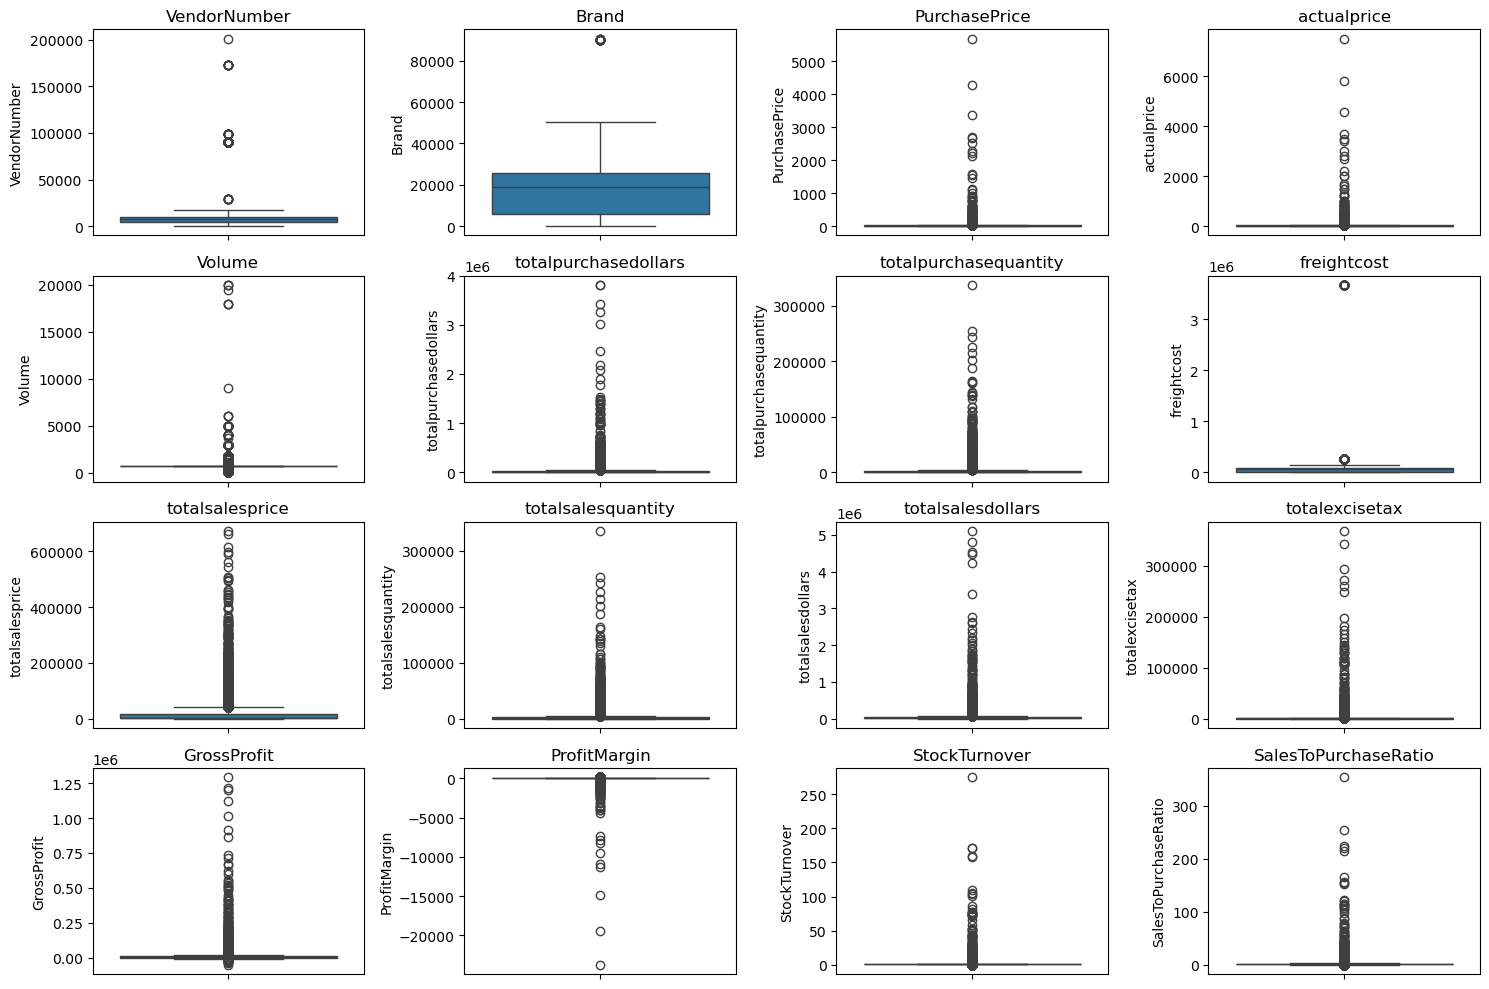 VendorNumber
VendorNumber
200000
150000
100000
50000
0
Brand
Brand
80000
60000
40000
20000
0
PurchasePrice
PurchasePrice
5000
4000
3000
2000
1000
0
actualprice
actualprice
6000
4000
2000
0
Volume
Volume
20000
15000
10000
5000
0
totalpurchasedollars
1e6
totalpurchasedollars
4
3
2
1
0
totalpurchasequantity
totalpurchasequantity
300000
200000
100000
0
freightcost
1e6
freightcost
3
2
1
0
totalsalesprice
totalsalesprice
600000
400000
200000
0
totalsalesquantity
totalsalesquantity
300000
200000
100000
0
totalsalesdollars
1e6
totalsalesdollars
5
4
3
2
1
0
totalexcisetax
totalexcisetax
300000
200000
100000
0
GrossProfit
1e6
GrossProfit
1.25
1.00
0.75
0.50
0.25
0.00
ProfitMargin
ProfitMargin
0
−5000
−10000
−15000
−20000
StockTurnover
StockTurnover
250
200
150
100
50
0
SalesToPurchaseRatio
SalesToPurchaseRatio
300
200
100
0